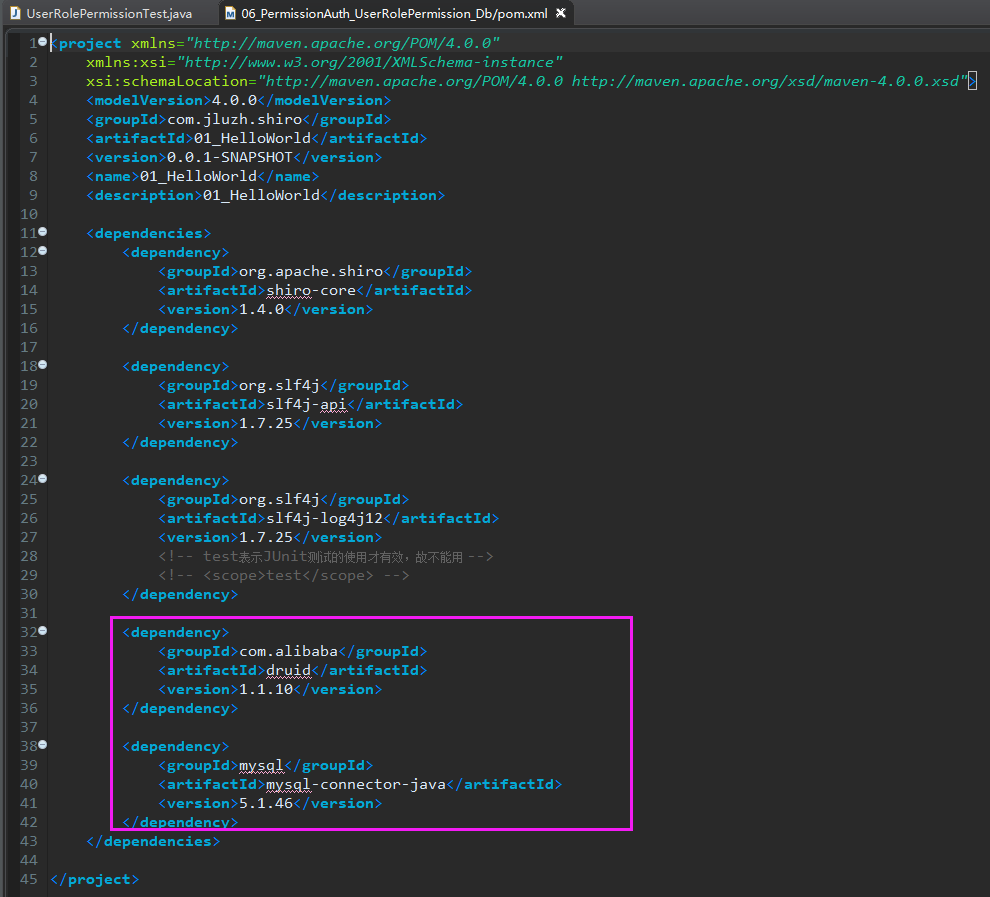 UserRolePermissionTest.java 06_PermissionAuth_UserRolePermission_Db/pom.xml
1 <project xmlns="http://maven.apache.org/POM/4.0.0"
2 xmlns:xsi="http://www.w3.org/2001/XMLSchema-instance"
3 xsi:schemaLocation="http://maven.apache.org/POM/4.0.0 http://maven.apache.org/xsd/maven-4.0.0.xsd">
4 <modelVersion>4.0.0</modelVersion>
5 <groupId>com.jluzh.shiro</groupId>
6 <artifactId>01_HelloWorld</artifactId>
7 <version>0.0.1-SNAPSHOT</version>
8 <name>01_HelloWorld</name>
9 <description>01_HelloWorld</description>
10
11 <dependencies>
12 <dependency>
13 <groupId>org.apache.shiro</groupId>
14 <artifactId>shiro-core</artifactId>
15 <version>1.4.0</version>
16 </dependency>
17
18 <dependency>
19 <groupId>org.slf4j</groupId>
20 <artifactId>slf4j-api</artifactId>
21 <version>1.7.25</version>
22 </dependency>
23
24 <dependency>
25 <groupId>org.slf4j</groupId>
26 <artifactId>slf4j-log4j12</artifactId>
27 <version>1.7.25</version>
28 <!-- test表示JUnit测试的使用才有效，故不能用 -->
29 <!-- <scope>test</scope> -->
30 </dependency>
31
32 <dependency>
33 <groupId>com.alibaba</groupId>
34 <artifactId>druid</artifactId>
35 <version>1.1.10</version>
36 </dependency>
37
38 <dependency>
39 <groupId>mysql</groupId>
40 <artifactId>mysql-connector-java</artifactId>
41 <version>5.1.46</version>
42 </dependency>
43 </dependencies>
44
45 </project>